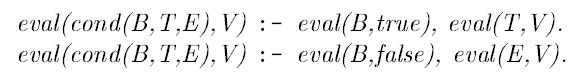 eval(cond(B,T,E),V) :- eval(B,true), eval(T,V).
eval(cond(B,T,E),V) :- eval(B,false), eval(E,V).